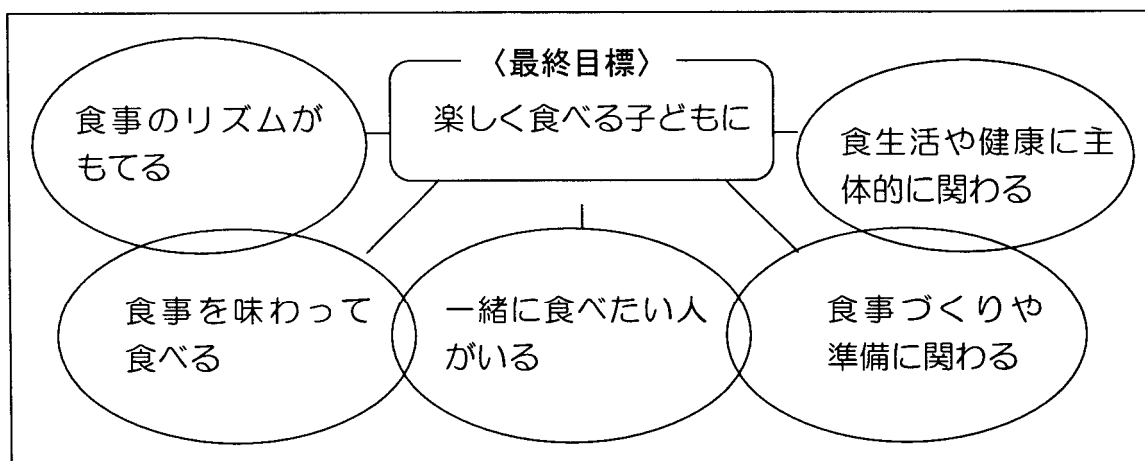 〈最終目標〉
楽しく食べる子どもに
食事のリズムが
もてる
食生活や健康に主
体的に関わる
食事を味わって
食べる
一緒に食べたい人
がいる
食事づくりや
準備に関わる